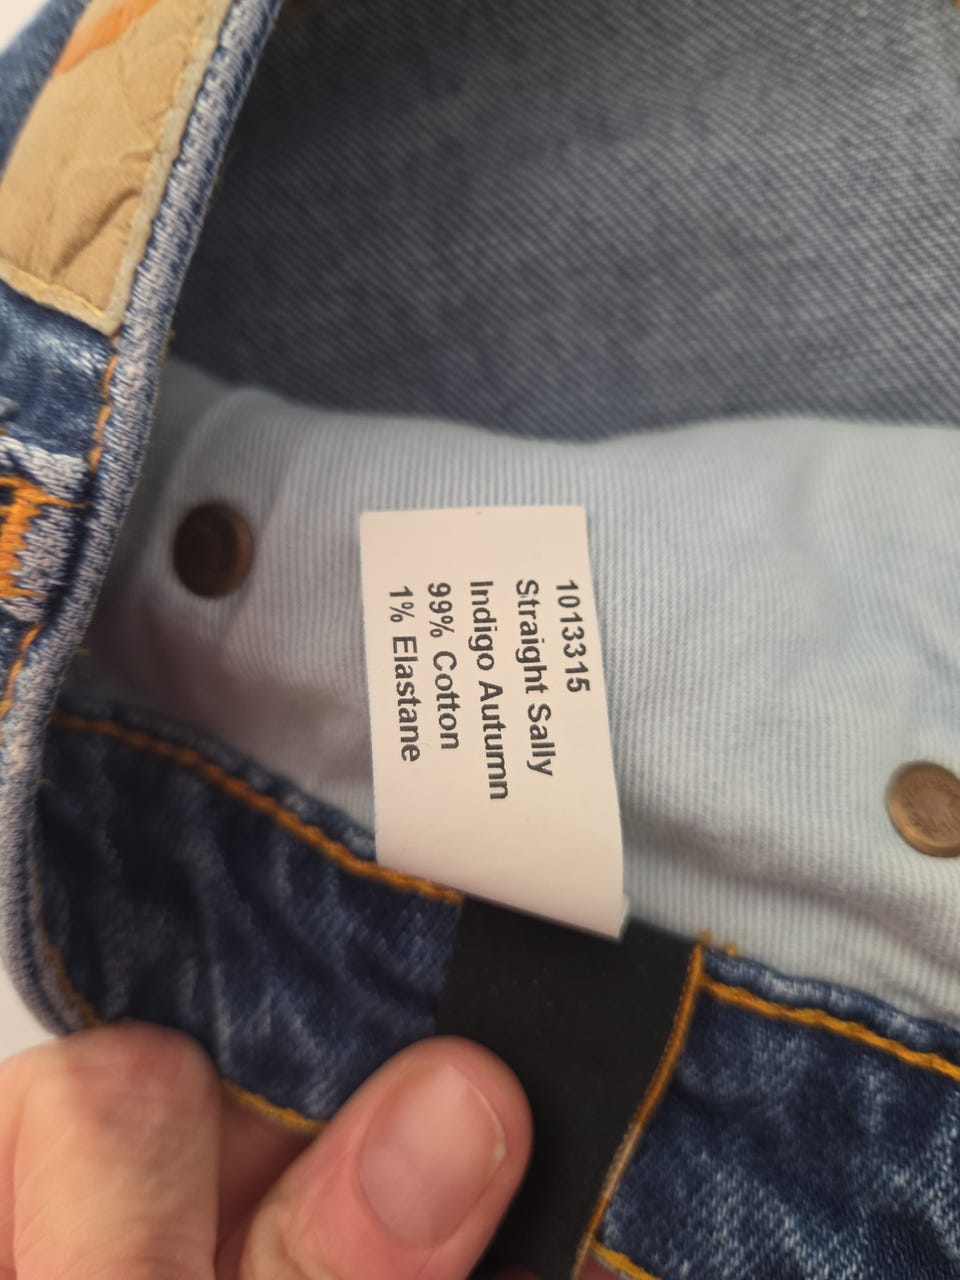 1013315
Straight Sally
Indigo Autumn
99% Cotton
1% Elastane